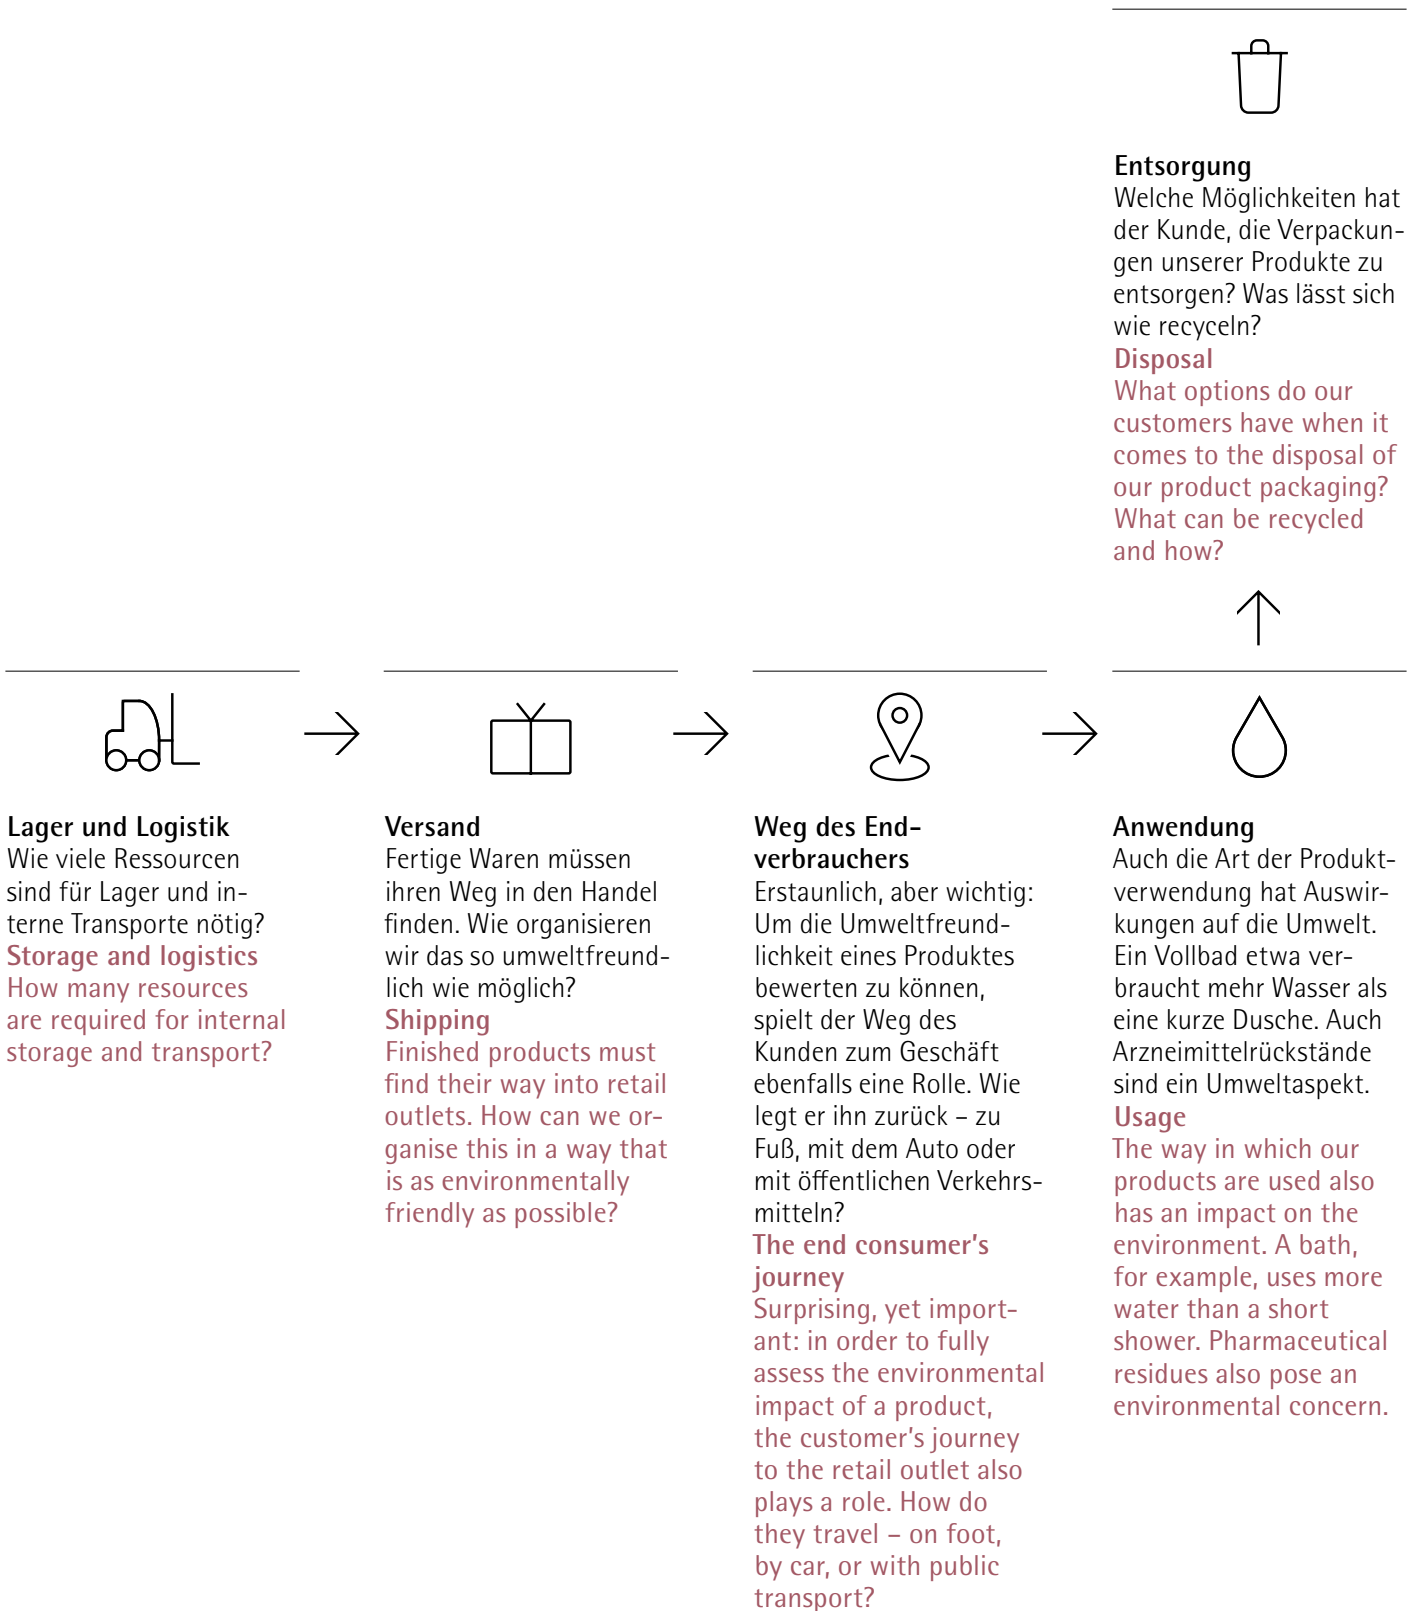 Entsorgung
Welche Möglichkeiten hat
der Kunde, die Verpackun-
gen unserer Produkte zu
entsorgen? Was lässt sich
wie recyceln?
Disposal
What options do our
customers have when it
comes to the disposal of
our product packaging?
What can be recycled
and how?
Lager und Logistik
Wie viele Ressourcen
sind für Lager und in-
terne Transporte nötig?
Storage and logistics
How many resources
are required for internal
storage and transport?
Versand
Fertige Waren müssen
ihren Weg in den Handel
finden. Wie organisieren
wir das so umweltfreund-
lich wie möglich?
Shipping
Finished products must
find their way into retail
outlets. How can we or-
ganise this in a way that
is as environmentally
friendly as possible?
Weg des End-
verbrauchers
Erstaunlich, aber wichtig:
Um die Umweltfreund-
lichkeit eines Produktes
bewerten zu können,
spielt der Weg des
Kunden zum Geschäft
ebenfalls eine Rolle. Wie
legt er ihn zurück – zu
Fuß, mit dem Auto oder
mit öffentlichen Verkehrs-
mitteln?
The end consumer's
journey
Surprising, yet import-
ant: in order to fully
assess the environmental
impact of a product,
the customer's journey
to the retail outlet also
plays a role. How do
they travel – on foot,
by car, or with public
transport?
Anwendung
Auch die Art der Produkt-
verwendung hat Auswir-
kungen auf die Umwelt.
Ein Vollbad etwa ver-
braucht mehr Wasser als
eine kurze Dusche. Auch
Arzneimittelrückstände
sind ein Umweltaspekt.
Usage
The way in which our
products are used also
has an impact on the
environment. A bath,
for example, uses more
water than a short
shower. Pharmaceutical
residues also pose an
environmental concern.